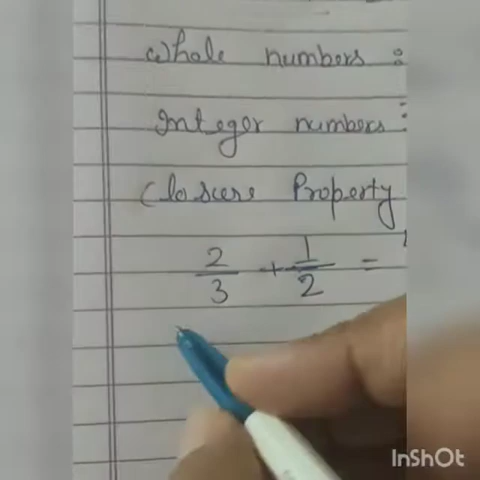 Whole numbers :
Integer numbers :
Closure Property
2/3 + 1/2 =
InShOt